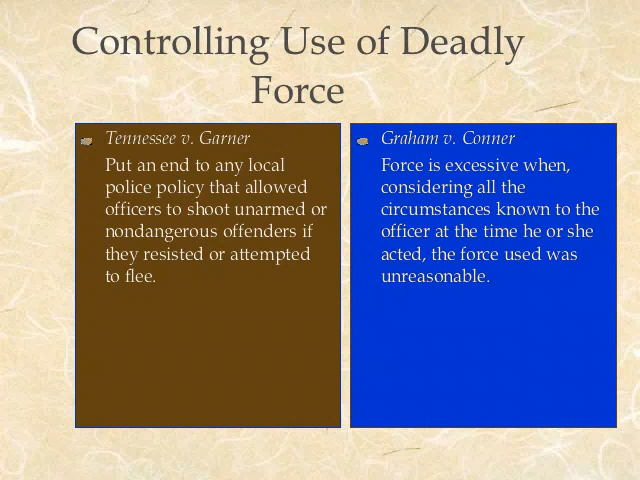 Controlling Use of Deadly
Force
Tennessee v. Garner
Put an end to any local
police policy that allowed
officers to shoot unarmed or
nondangerous offenders if
they resisted or attempted
to flee.
Graham v. Conner
Force is excessive when,
considering all the
circumstances known to the
officer at the time he or she
acted, the force used was
unreasonable.